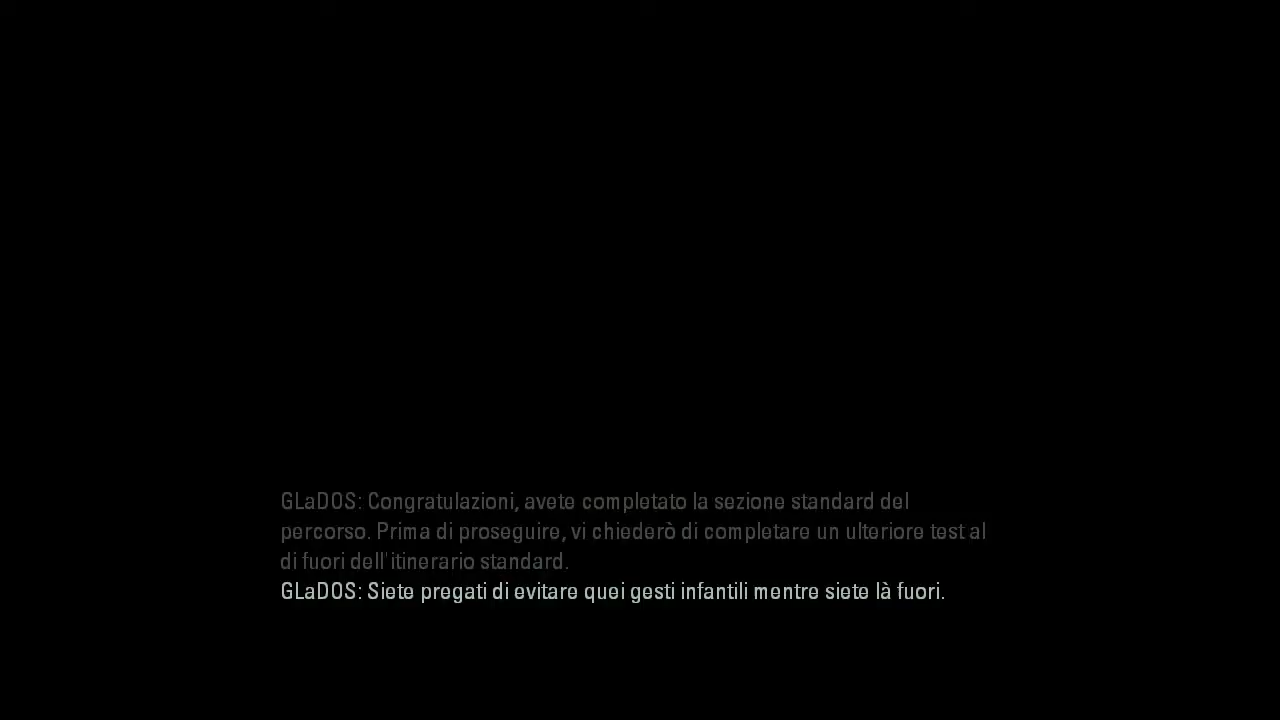 GLaDOS: Congratulazioni, avete completato la sezione standard del
percorso. Prima di proseguire, vi chiederò di completare un ulteriore test al
di fuori dell'itinerario standard.
GLaDOS: Siete pregati di evitare quei gesti infantili mentre siete là fuori.